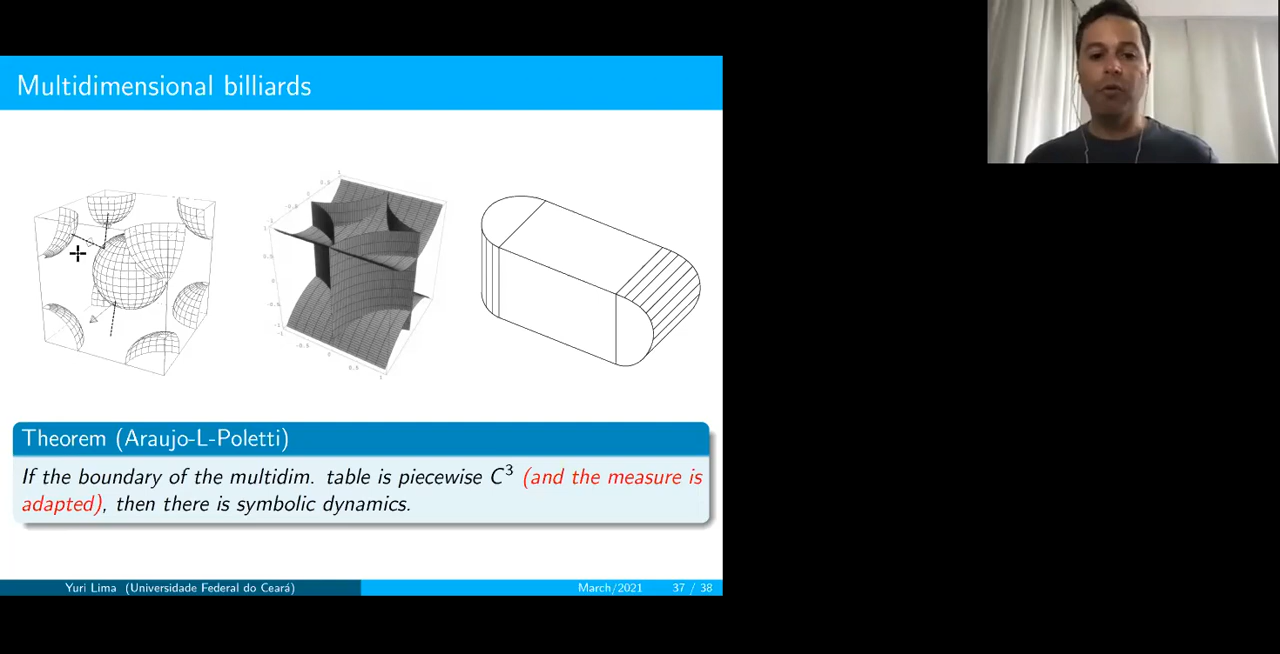 Multidimensional billiards
Theorem (Araujo-L-Poletti)
If the boundary of the multidim. table is piecewise C³ (and the measure is
adapted), then there is symbolic dynamics.
Yuri Lima (Universidade Federal do Ceará) March/2021 37 / 38